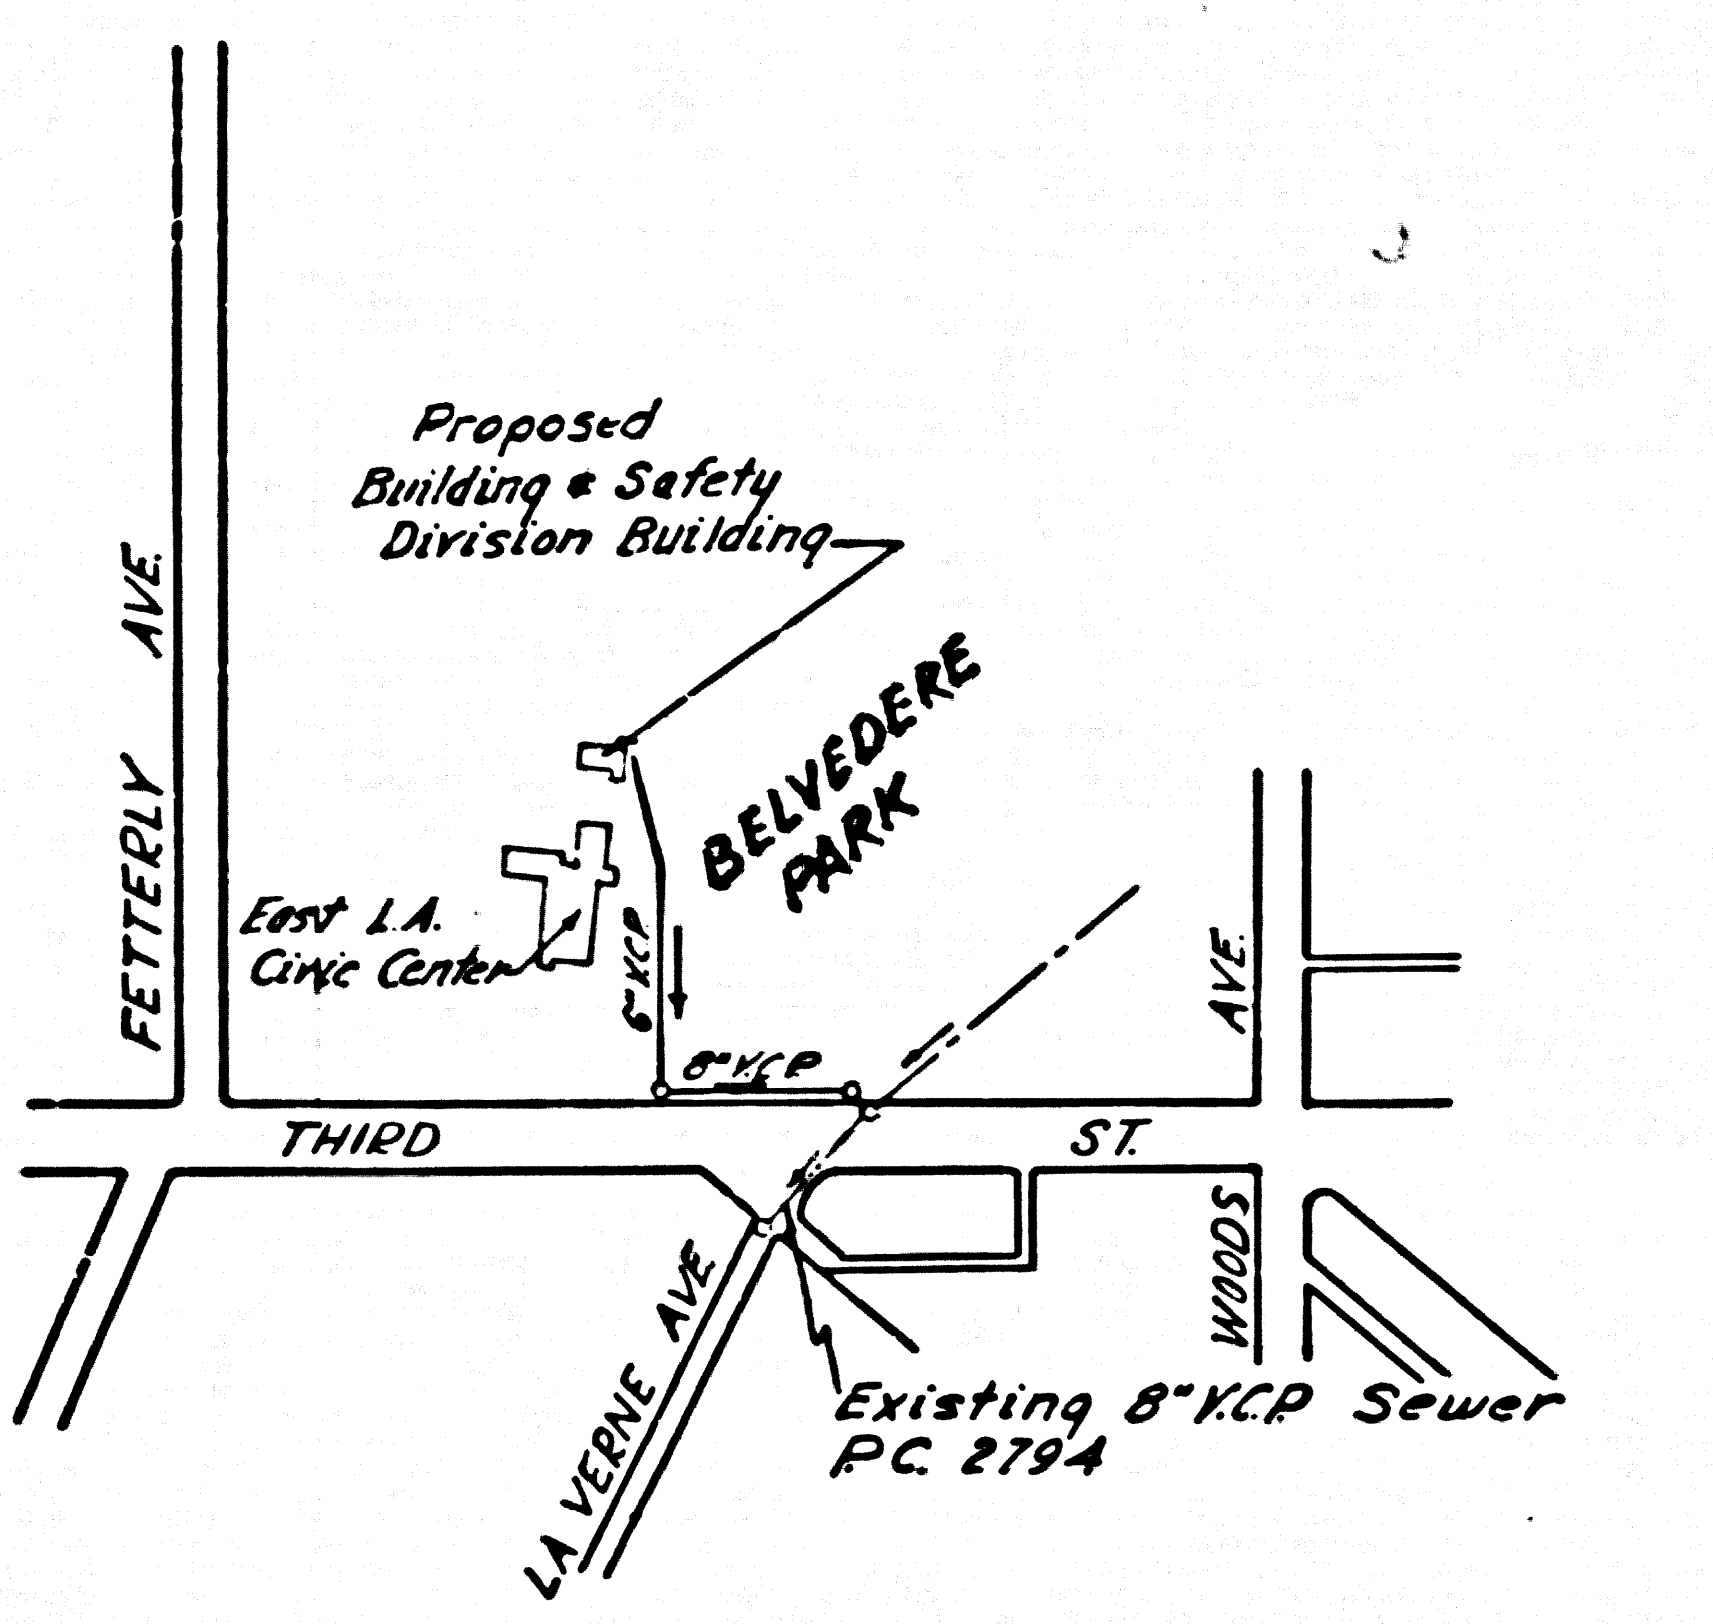 Proposed
Building & Safety
Division Building
FETTERLY AVE.
BELVEDERE
PARK
East L.A.
Civic Center
6" V.C.P.
8" V.C.P.
AVE.
THIRD ST.
WOODS
LA VERNE AVE.
Existing 8" V.C.P. Sewer
P.C. 2794